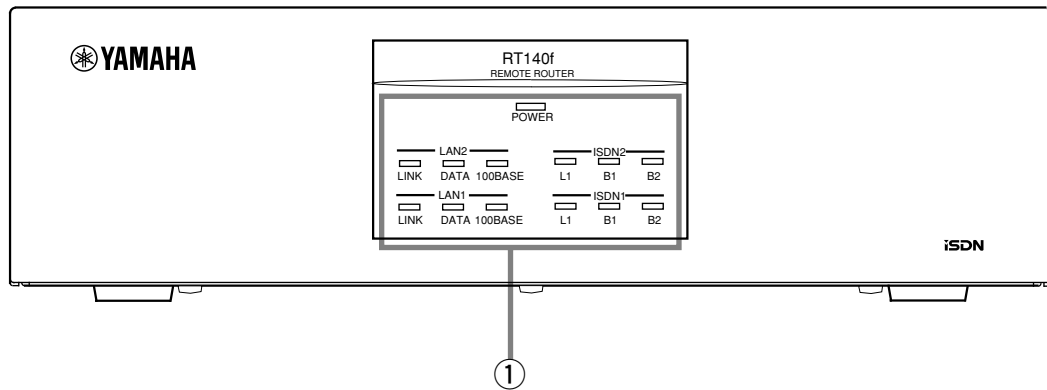 YAMAHA
RT140f
REMOTE ROUTER
POWER
LAN2
LINK DATA 100BASE
ISDN2
L1 B1 B2
LAN1
LINK DATA 100BASE
ISDN1
L1 B1 B2
iSDN
1